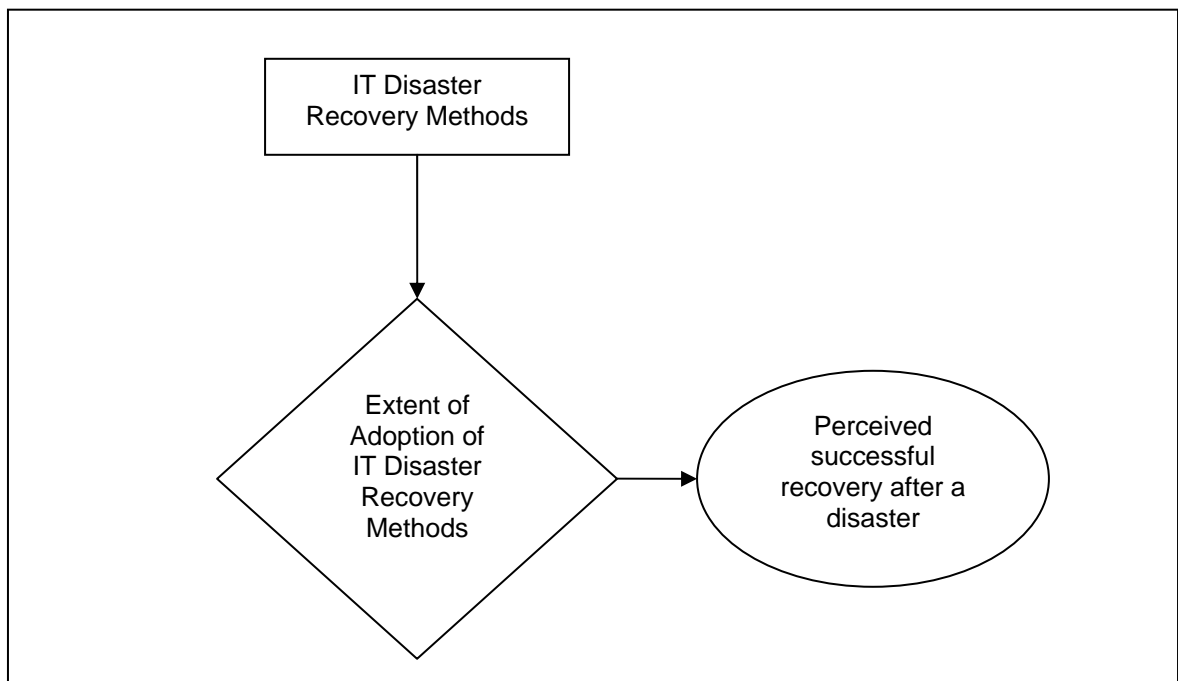 IT Disaster
Recovery Methods
Extent of
Adoption of
IT Disaster
Recovery
Methods
Perceived
successful
recovery after a
disaster